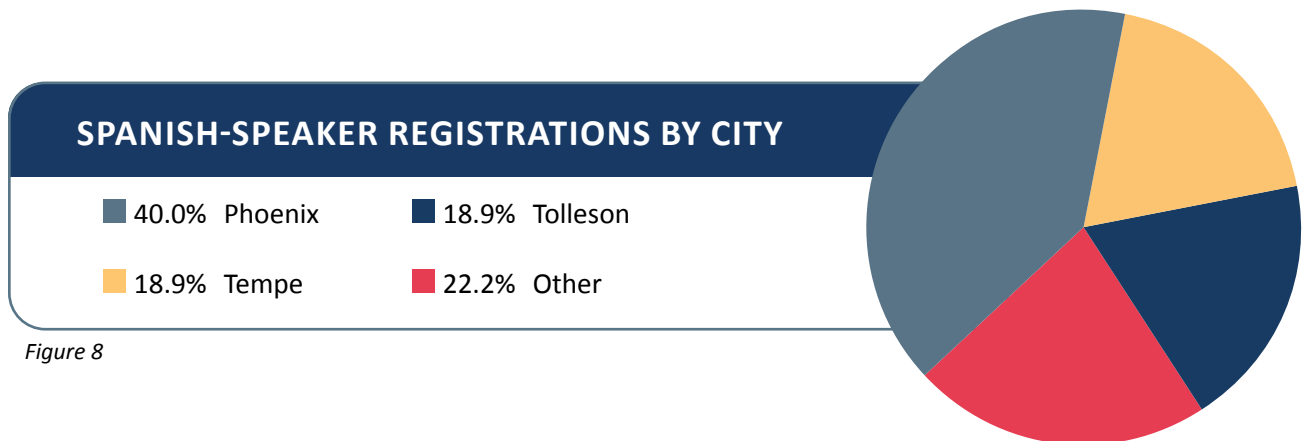 SPANISH-SPEAKER REGISTRATIONS BY CITY
40.0% Phoenix
18.9% Tolleson
18.9% Tempe
22.2% Other
Figure 8